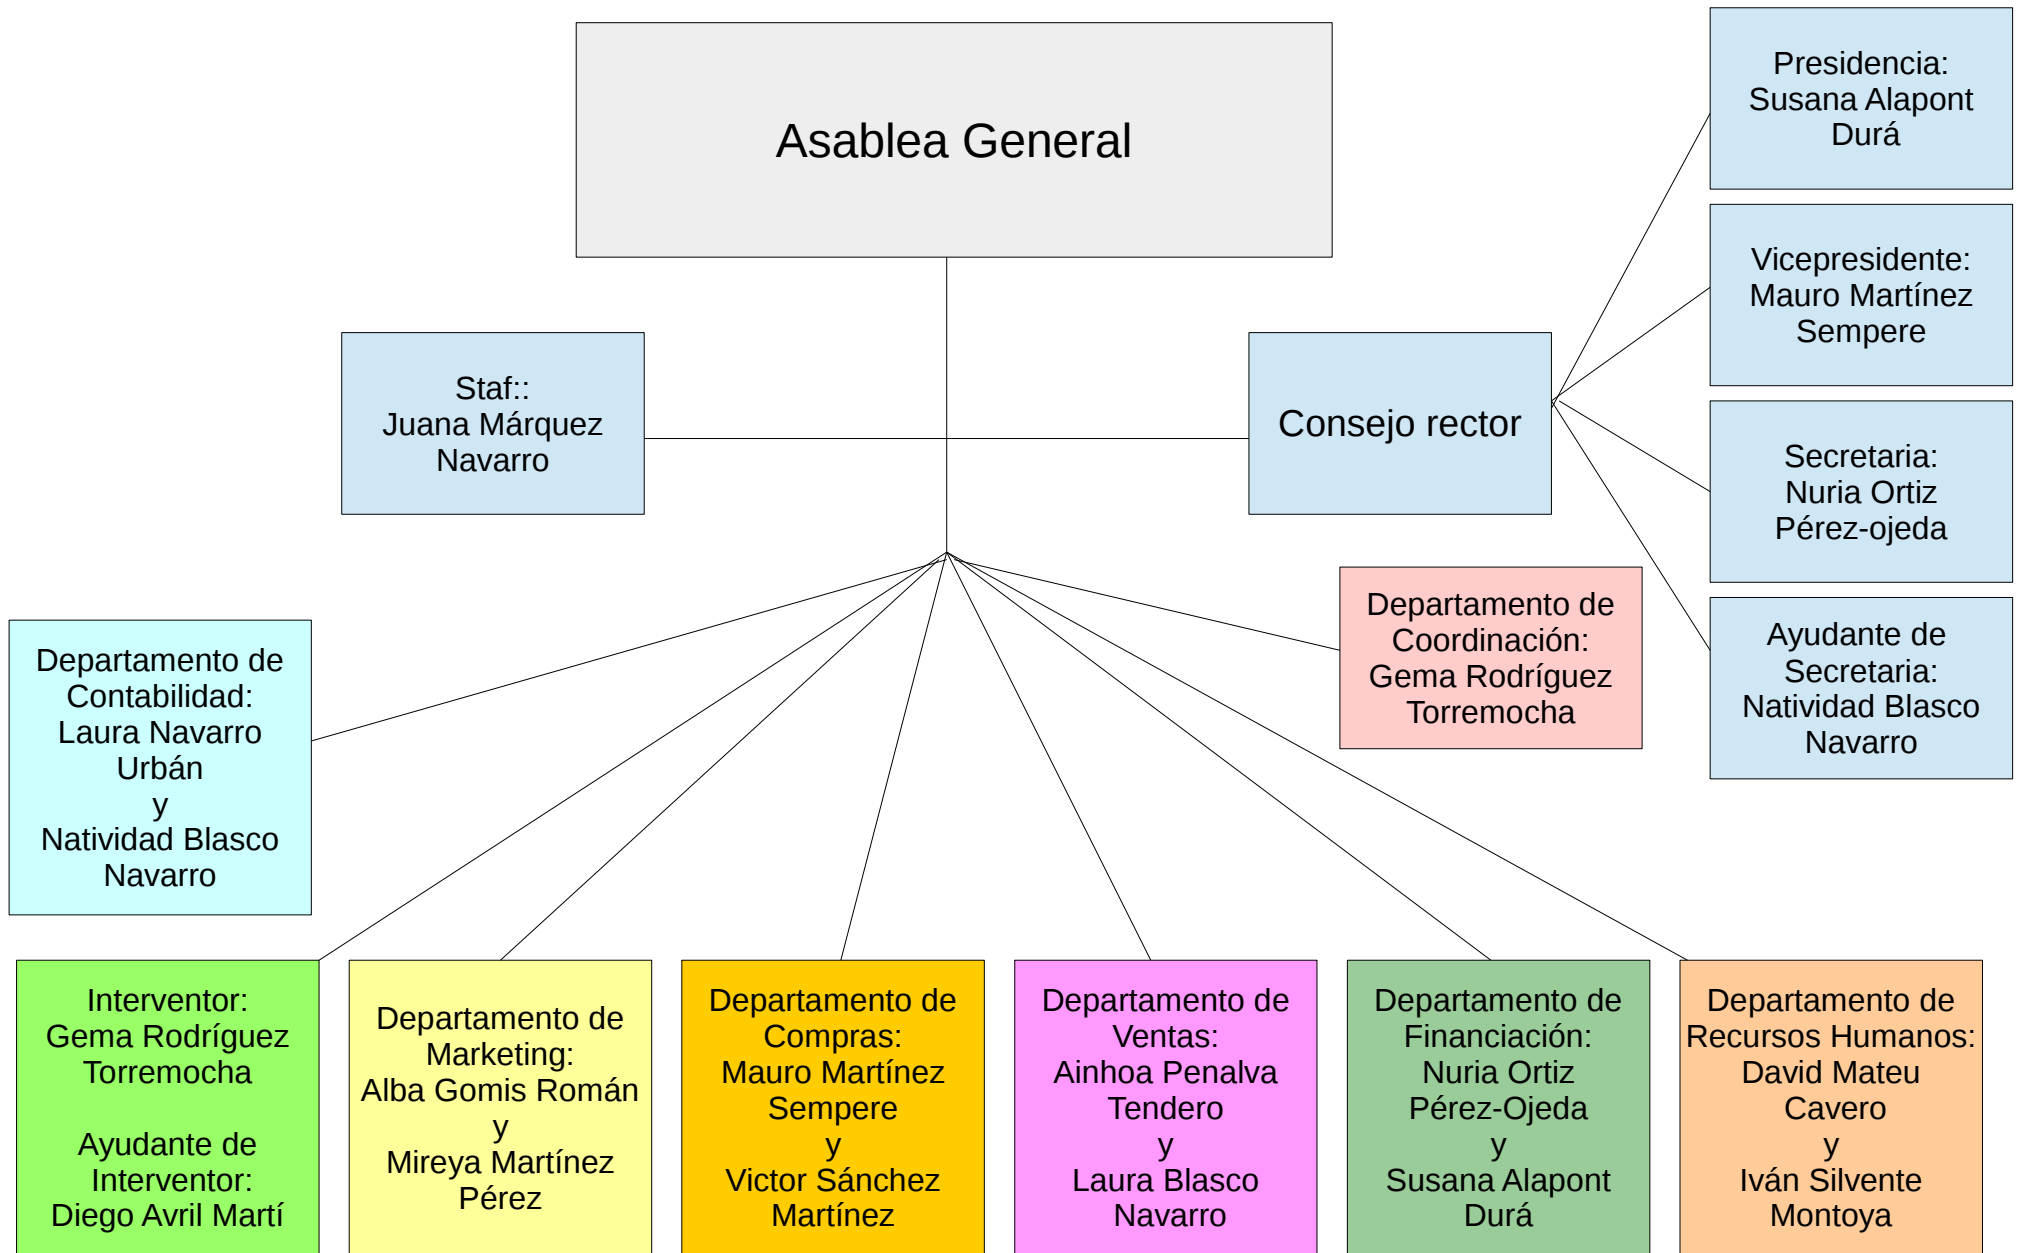 Asablea General
Presidencia:
Susana Alapont
Durá
Vicepresidente:
Mauro Martínez
Sempere
Staf::
Juana Márquez
Navarro
Consejo rector
Secretaria:
Nuria Ortiz
Pérez-ojeda
Departamento de
Coordinación:
Gema Rodríguez
Torremocha
Ayudante de
Secretaria:
Natividad Blasco
Navarro
Departamento de
Contabilidad:
Laura Navarro
Urbán
y
Natividad Blasco
Navarro
Interventor:
Gema Rodríguez
Torremocha
Ayudante de
Interventor:
Diego Avril Martí
Departamento de
Marketing:
Alba Gomis Román
y
Mireya Martínez
Pérez
Departamento de
Compras:
Mauro Martínez
Sempere
y
Victor Sánchez
Martínez
Departamento de
Ventas:
Ainhoa Penalva
Tendero
y
Laura Blasco
Navarro
Departamento de
Financiación:
Nuria Ortiz
Pérez-Ojeda
y
Susana Alapont
Durá
Departamento de
Recursos Humanos:
David Mateu
Cavero
y
Iván Silvente
Montoya